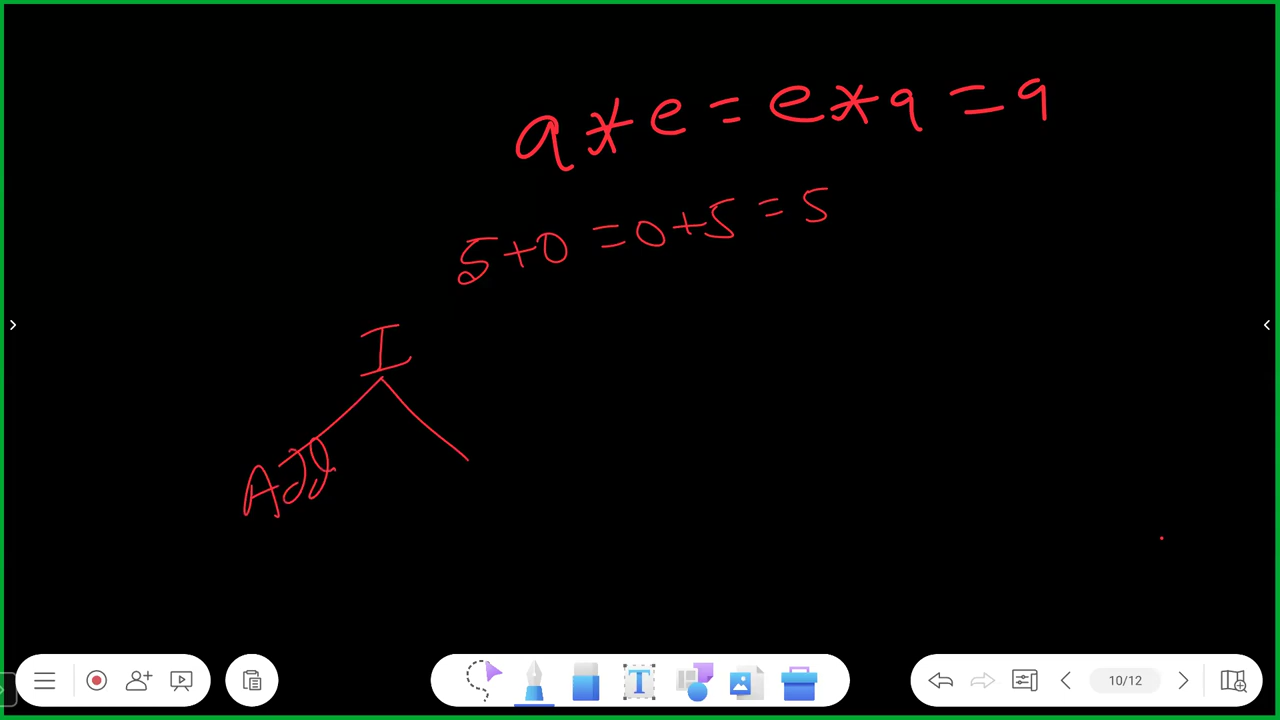 a * e = e * a = a
5 + 0 = 0 + 5 = 5
I
Add
T
10/12